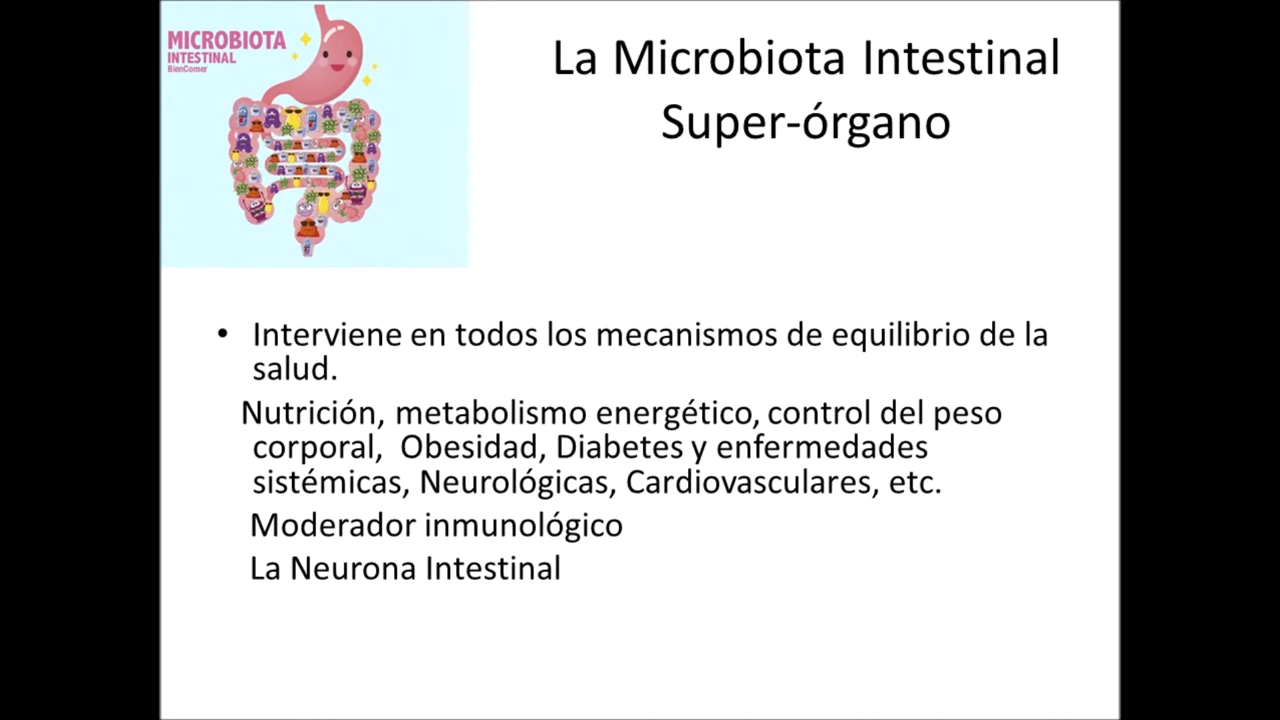 MICROBIOTA
INTESTINAL
BienComer
La Microbiota Intestinal
Super-órgano
• Interviene en todos los mecanismos de equilibrio de la
salud.
Nutrición, metabolismo energético, control del peso
corporal, Obesidad, Diabetes y enfermedades
sistémicas, Neurológicas, Cardiovasculares, etc.
Moderador inmunológico
La Neurona Intestinal